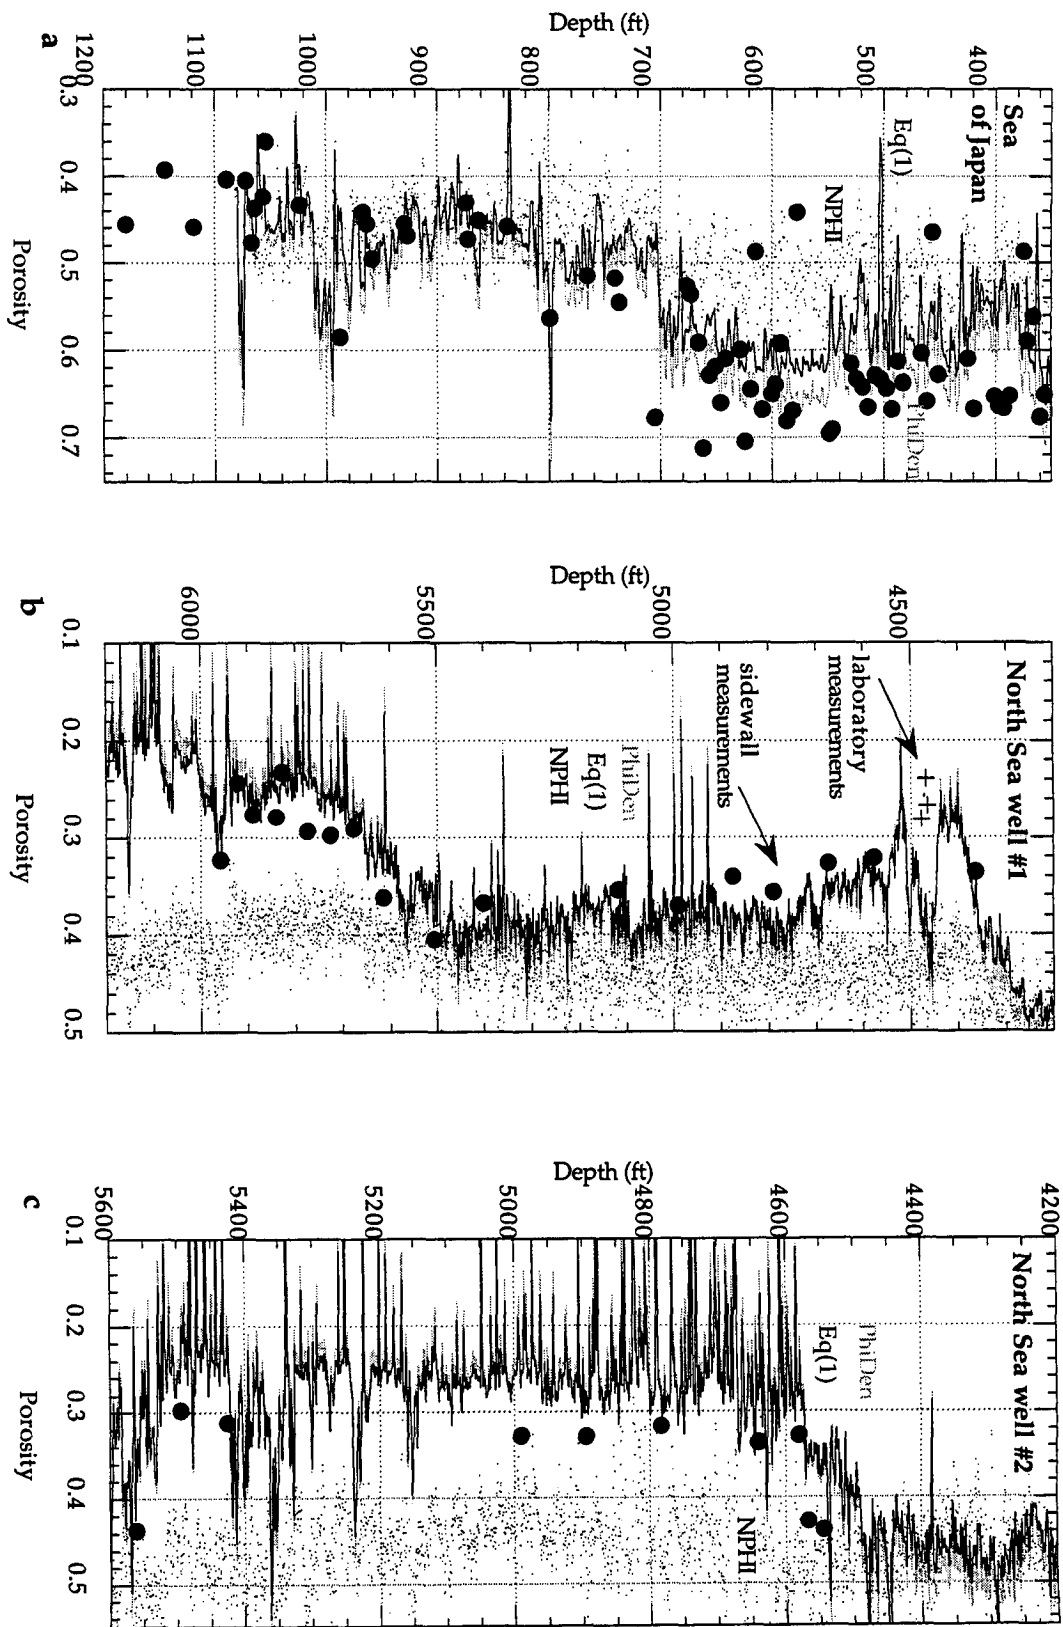 Depth (ft)
1200
1100
1000
900
800
700
600
500
400
a
Sea
of Japan
Eq(1)
NPHI
PhiDen
0.3
0.4
0.5
0.6
0.7
Porosity
Depth (ft)
6000
5500
5000
4500
b
North Sea well #1
laboratory
measurements
sidewall
measurements
PhiDen
Eq(1)
NPHI
0.1
0.2
0.3
0.4
0.5
Porosity
Depth (ft)
5600
5400
5200
5000
4800
4600
4400
4200
c
North Sea well #2
PhiDen
Eq(1)
NPHI
0.1
0.2
0.3
0.4
0.5
Porosity